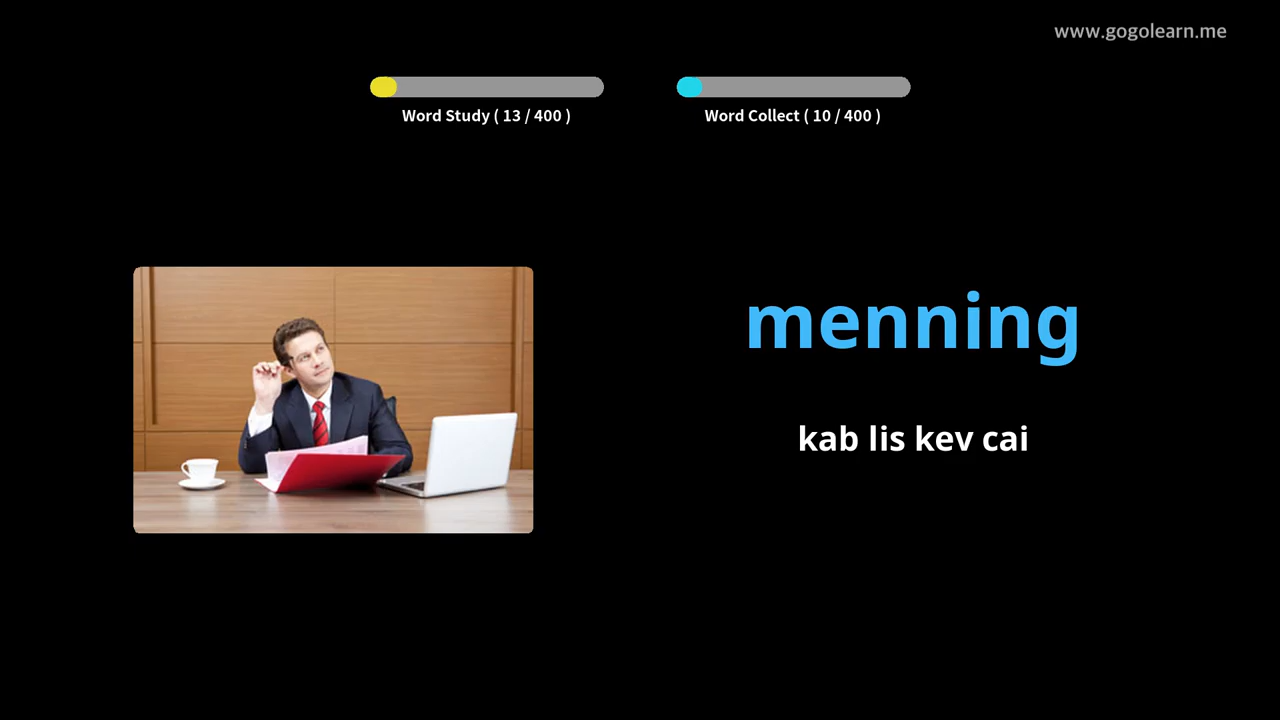 www.gogolearn.me
Word Study ( 13 / 400 )
Word Collect ( 10 / 400 )
menning
kab lis kev cai